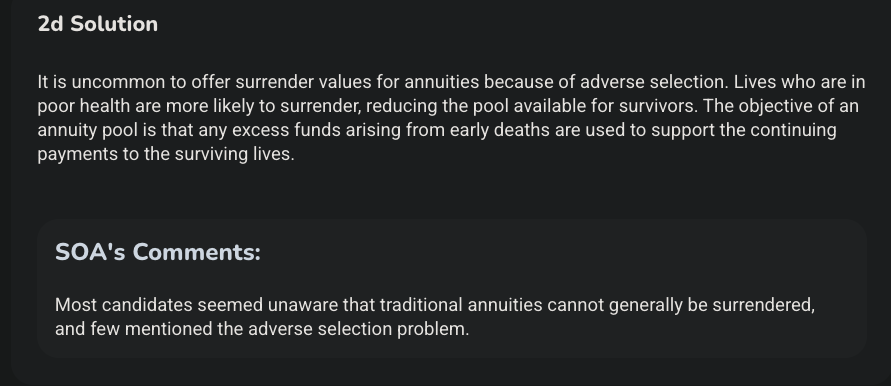 2d Solution
It is uncommon to offer surrender values for annuities because of adverse selection. Lives who are in
poor health are more likely to surrender, reducing the pool available for survivors. The objective of an
annuity pool is that any excess funds arising from early deaths are used to support the continuing
payments to the surviving lives.
SOA's Comments:
Most candidates seemed unaware that traditional annuities cannot generally be surrendered,
and few mentioned the adverse selection problem.